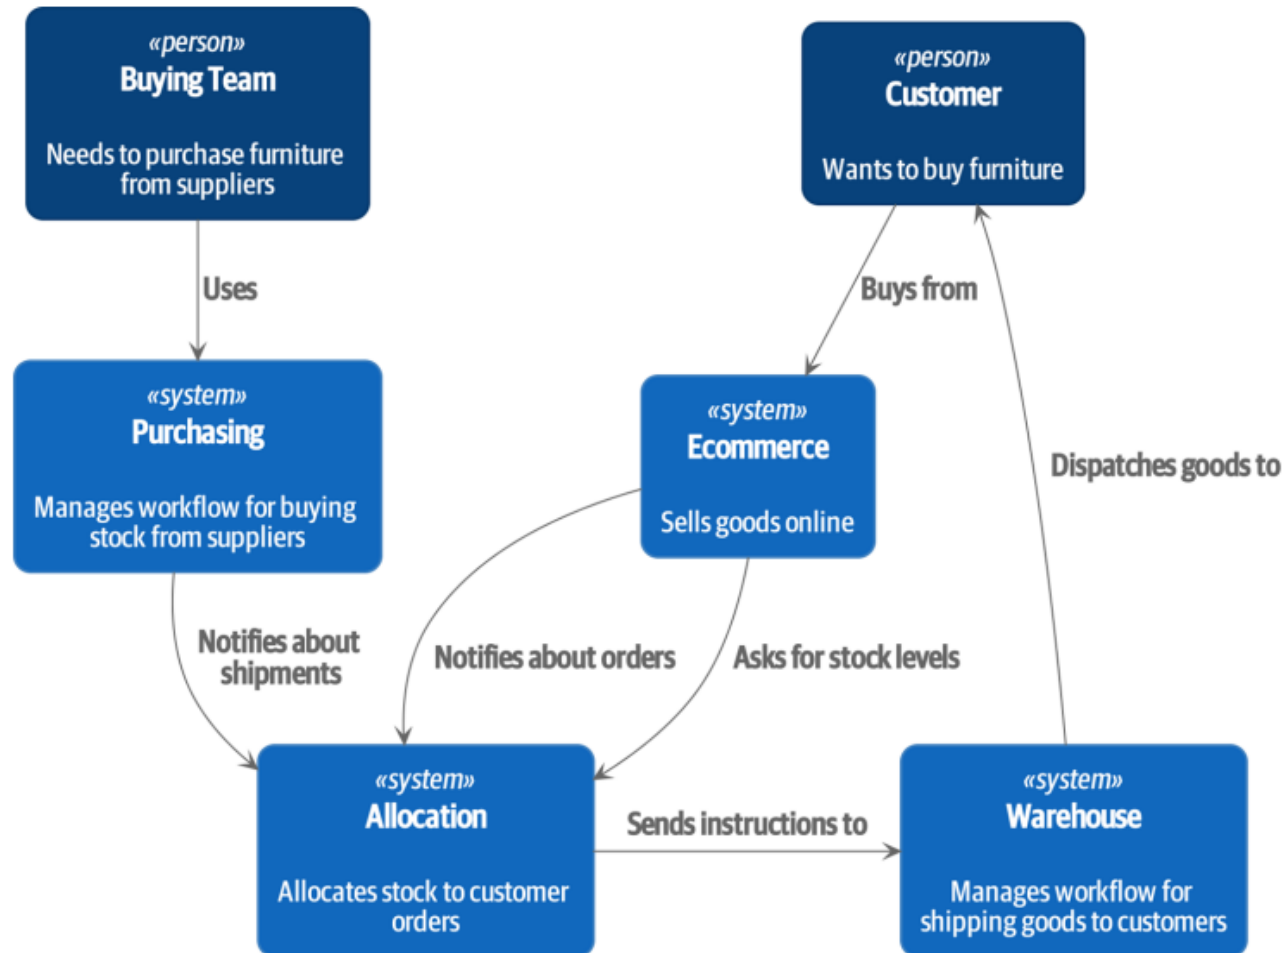 «person»
Buying Team
Needs to purchase furniture
from suppliers
«person»
Customer
Wants to buy furniture
Uses
Buys from
«system»
Purchasing
Manages workflow for buying
stock from suppliers
«system»
Ecommerce
Sells goods online
Dispatches goods to
Notifies about
shipments
Notifies about orders
Asks for stock levels
«system»
Allocation
Allocates stock to customer
orders
Sends instructions to
«system»
Warehouse
Manages workflow for
shipping goods to customers